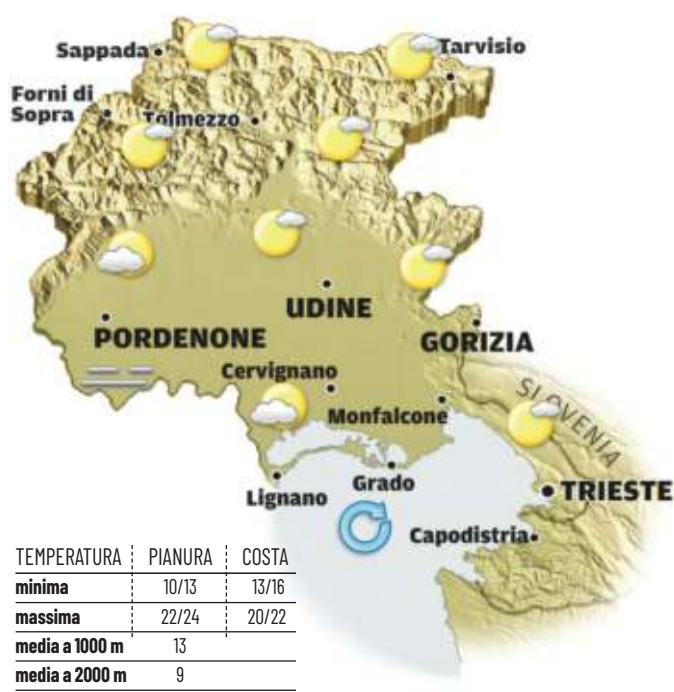 Sappada
Tarvisio
Forni di
Sopra
Tolmezzo
UDINE
PORDENONE
GORIZIA
Cervignano
SLOVENIA
Monfalcone
Lignano
Grado
TRIESTE
Capodistria
TEMPERATURA PIANURA COSTA
minima 10/13 13/16
massima 22/24 20/22
media a 1000 m 13
media a 2000 m 9